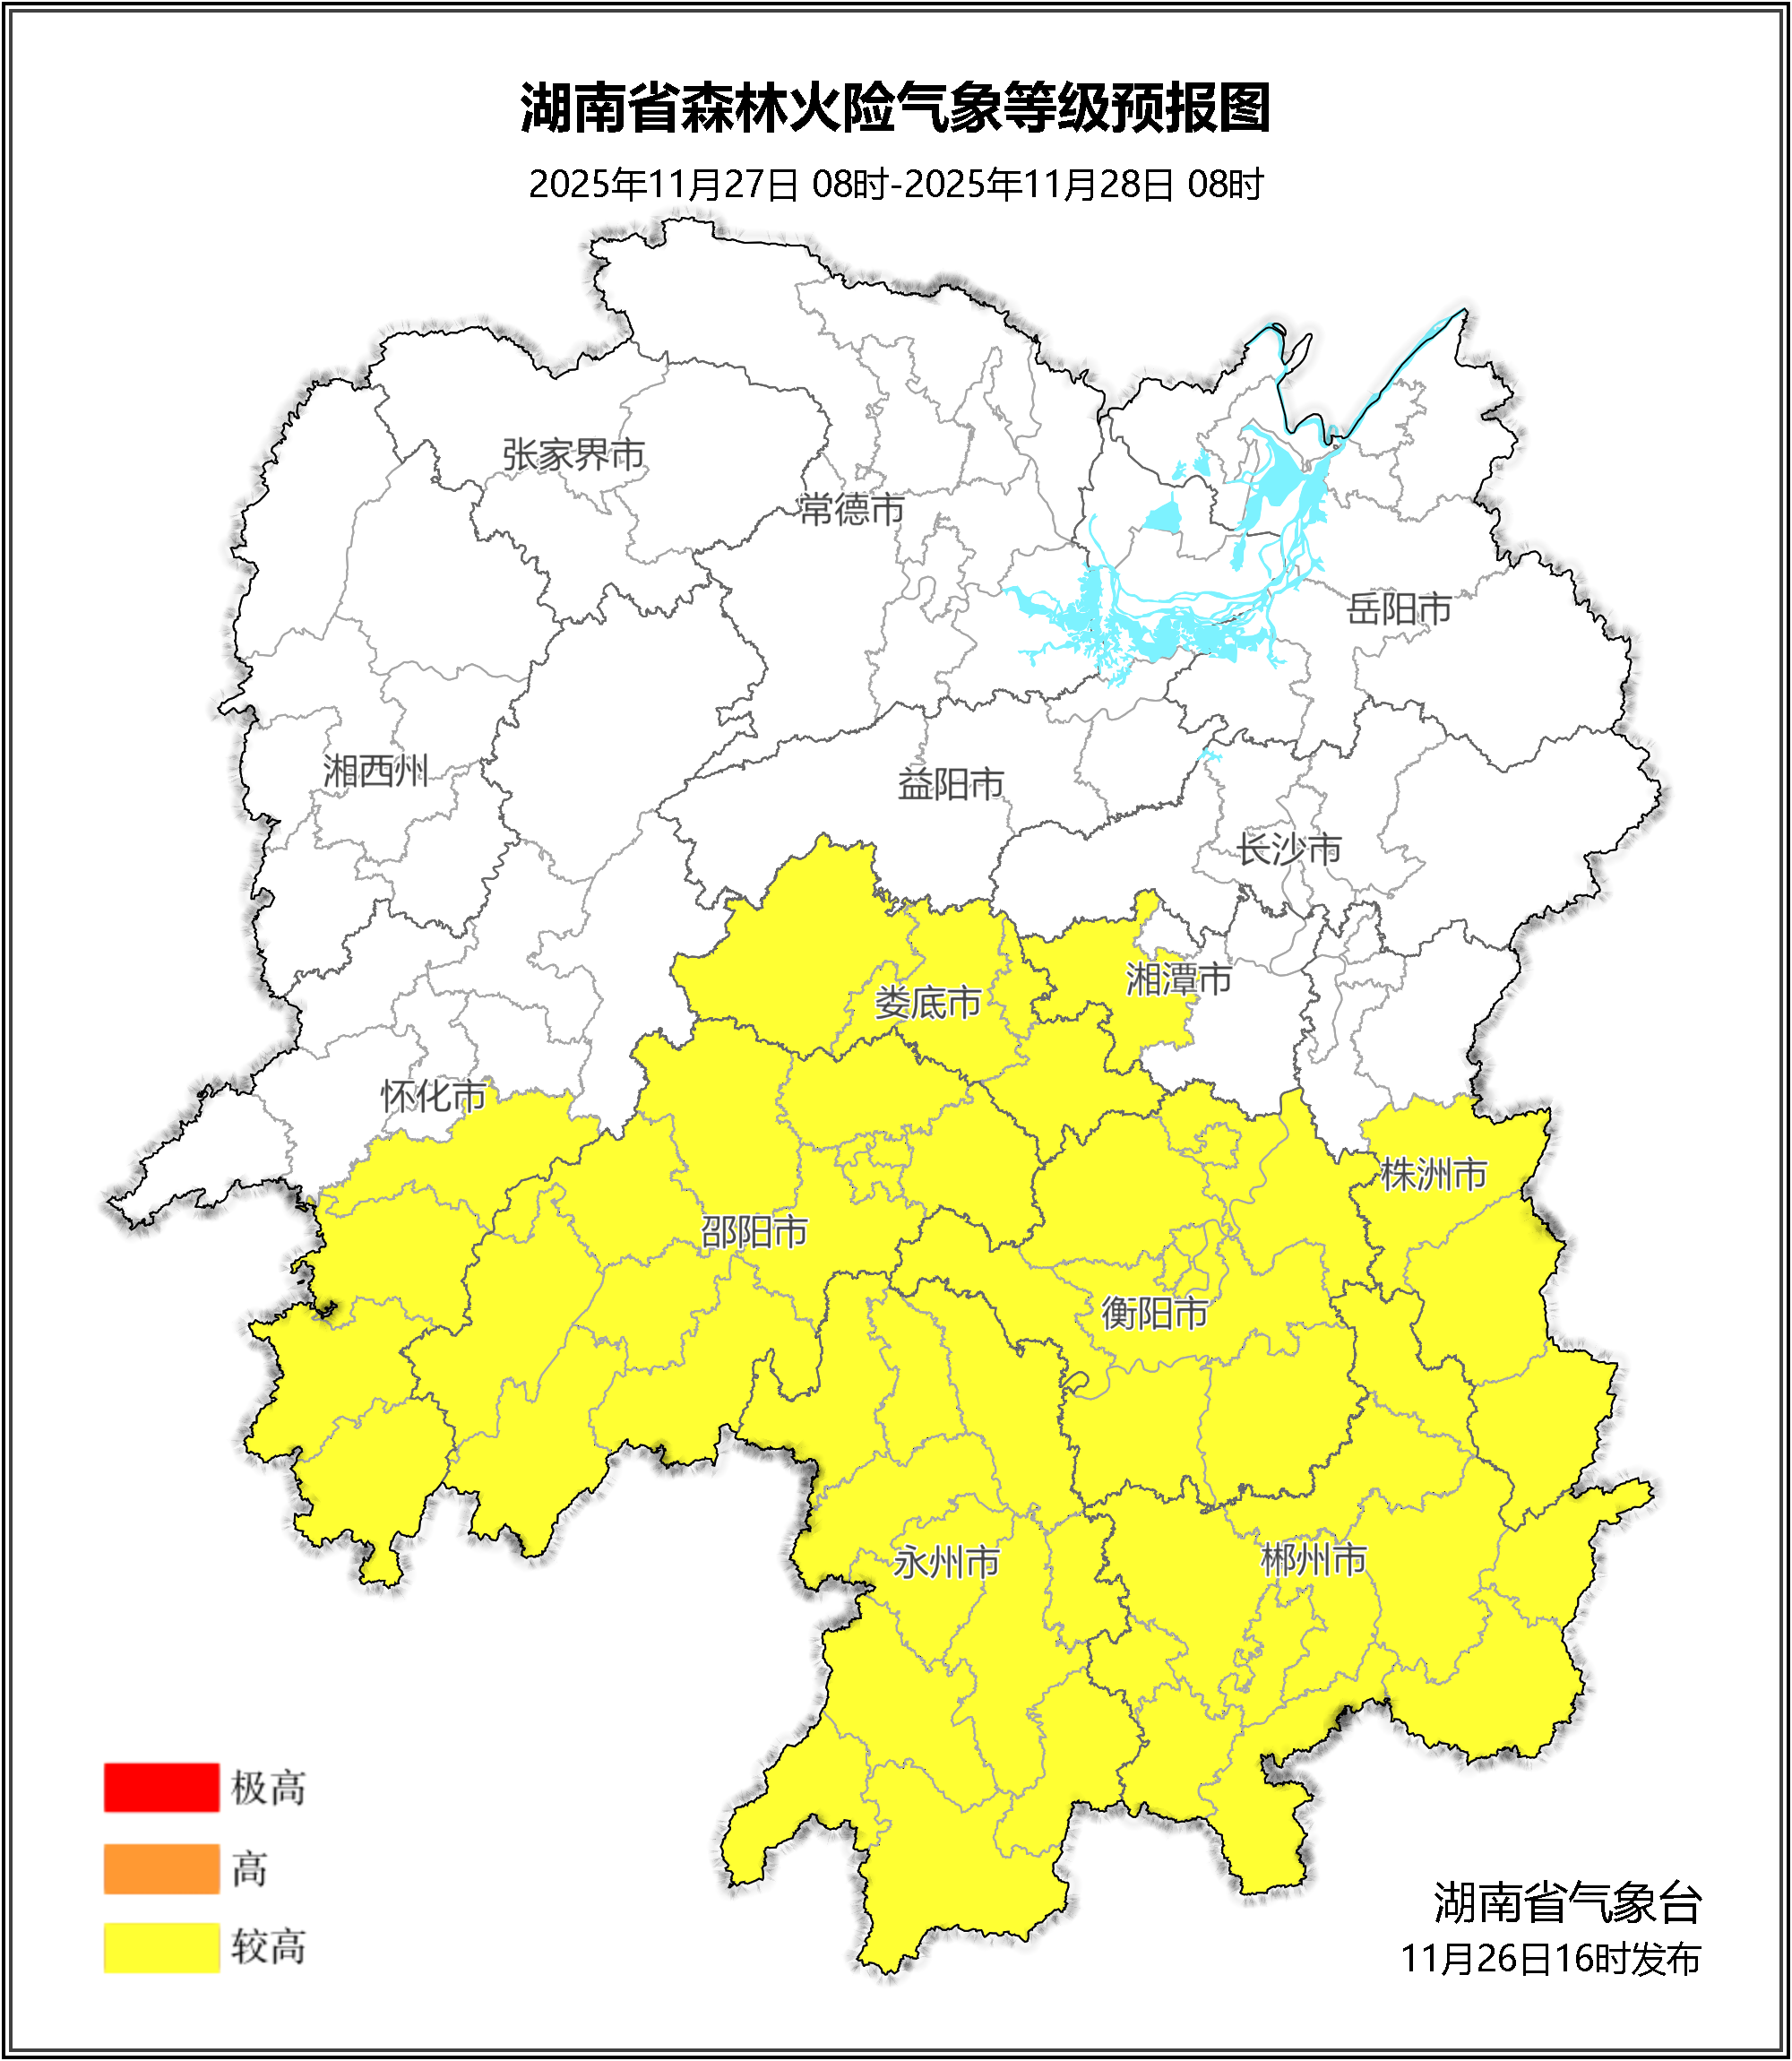 湖南省森林火险气象等级预报图
2025年11月27日 08时-2025年11月28日 08时
张家界市
常德市
岳阳市
湘西州
益阳市
长沙市
湘潭市
娄底市
怀化市
株洲市
邵阳市
衡阳市
永州市
郴州市
极高
高
较高
湖南省气象台
11月26日16时发布